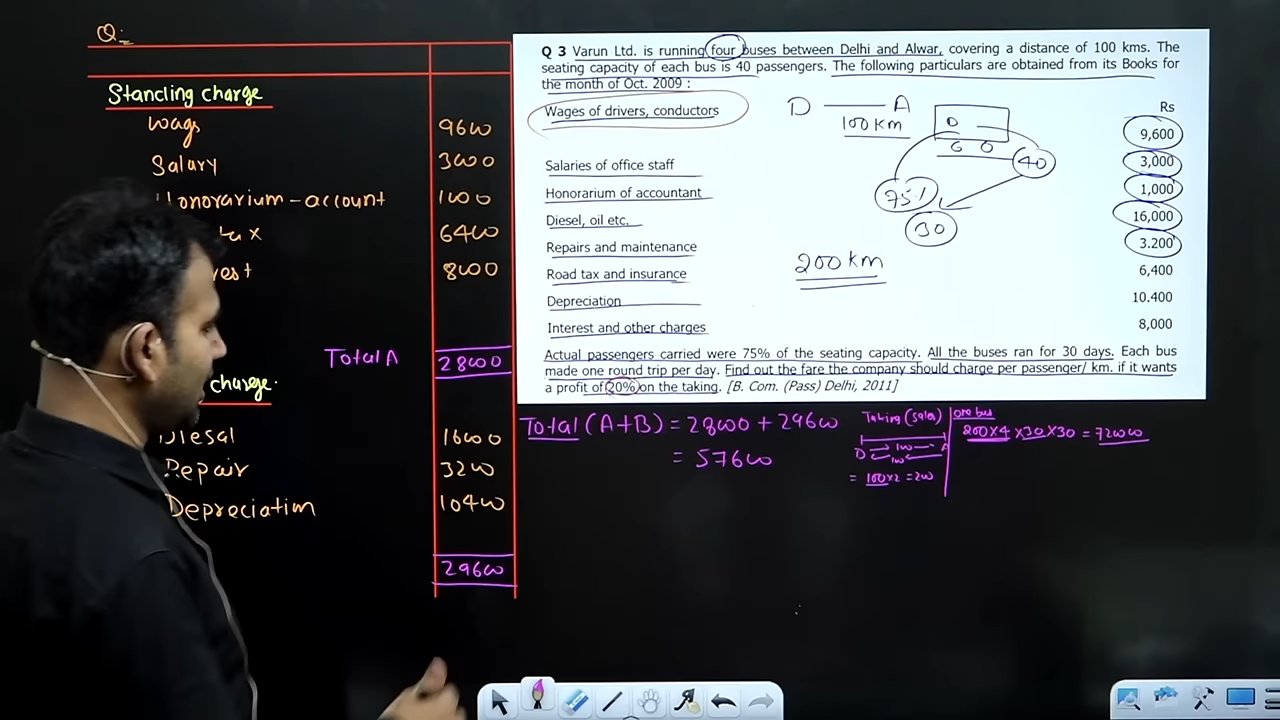 Q:-
Standing charge
Wags 9600
Salary 3000
Honorarium-account 1000
tax 6400
rest 8000
Total A 28000
charge.
Diesal 16000
Repair 3200
Depreciation 10400
29600
Q 3 Varun Ltd. is running four buses between Delhi and Alwar, covering a distance of 100 kms. The
seating capacity of each bus is 40 passengers. The following particulars are obtained from its Books for
the month of Oct. 2009 :
Rs
Wages of drivers, conductors 9,600
Salaries of office staff 3,000
Honorarium of accountant 1,000
Diesel, oil etc. 16,000
Repairs and maintenance 3.200
Road tax and insurance 6,400
Depreciation 10.400
Interest and other charges 8,000
D A
100 KM
D
40
75%
30
200 km
Actual passengers carried were 75% of the seating capacity. All the buses ran for 30 days. Each bus
made one round trip per day. Find out the fare the company should charge per passenger/ km. if it wants
a profit of 20% on the taking. [B. Com. (Pass) Delhi, 2011]
Total (A+B) = 28000 + 29600
= 57600
Taking (sales)
D 100 A
100
= 100x2 = 200
One bus
200x4 x30x30 = 720000